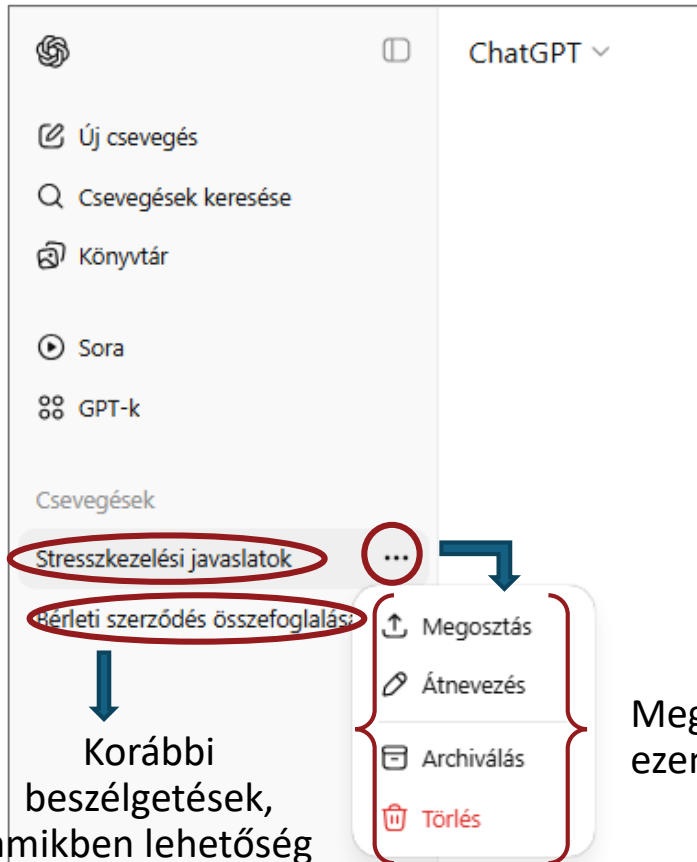 ChatGPT
Új csevegés
Csevegések keresése
Könyvtár
Sora
GPT-k
Csevegések
Stresszkezelési javaslatok
Bérleti szerződés összefoglalás
Megosztás
Átnevezés
Archiválás
Törlés
Korábbi
beszélgetések,
amikben lehetőség